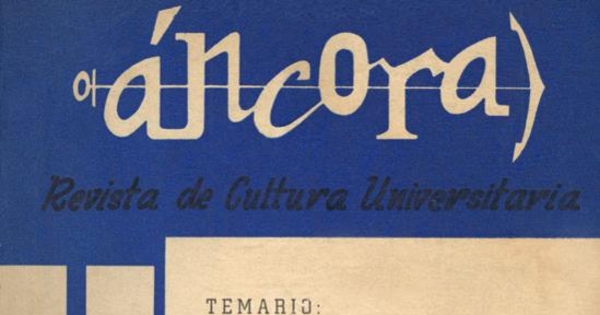 áncora
Revista de Cultura Universitaria
TEMARIO: